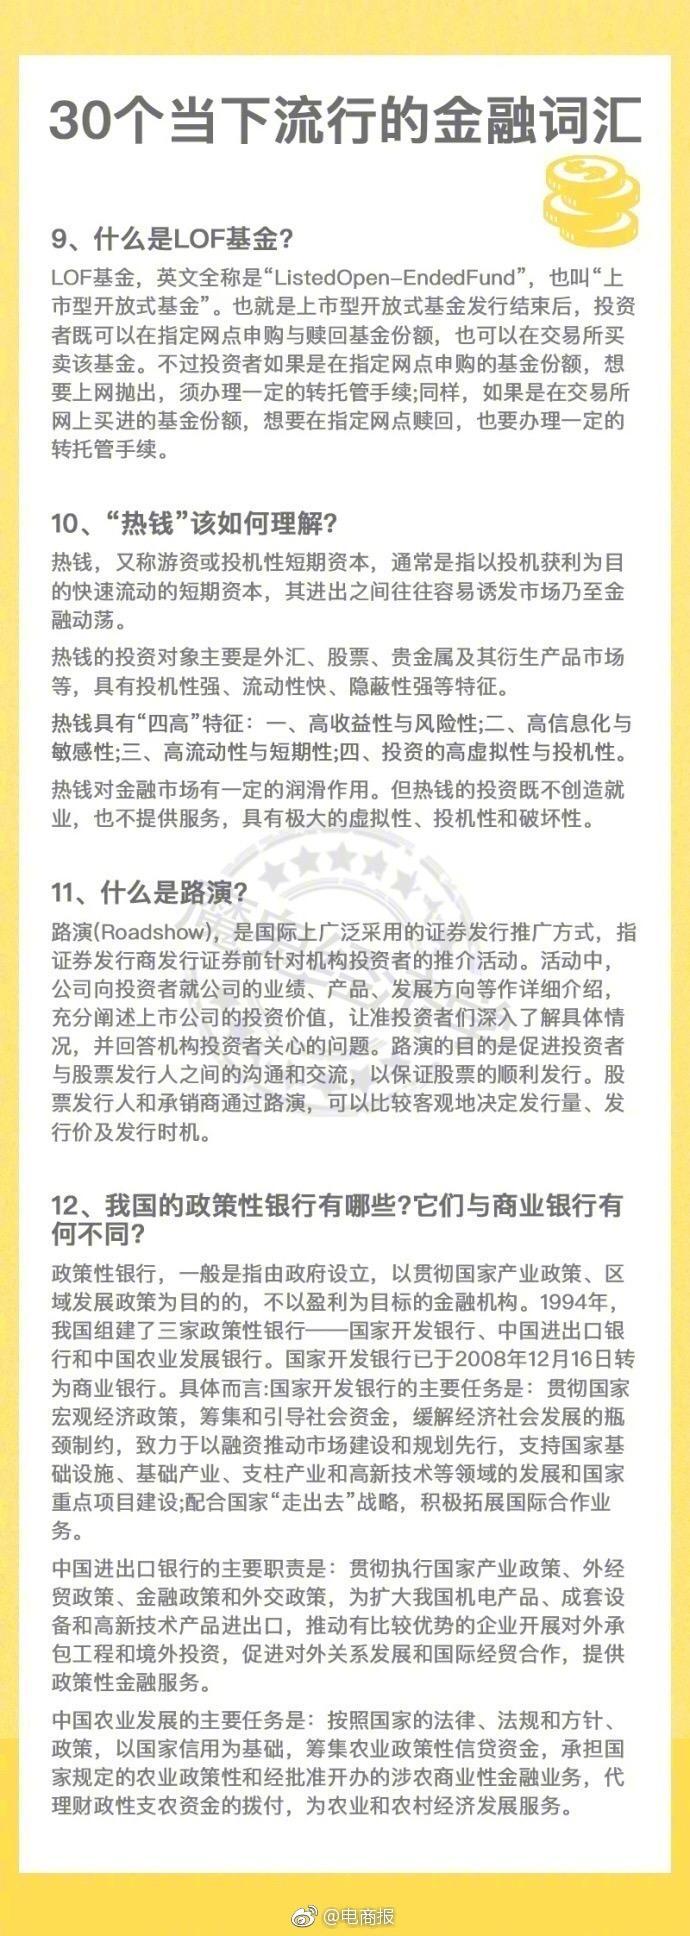 30个当下流行的金融词汇
9、什么是LOF基金?
LOF基金，英文全称是“ListedOpen-EndedFund”，也叫“上
市型开放式基金”。也就是上市型开放式基金发行结束后，投资
者既可以在指定网点申购与赎回基金份额，也可以在交易所买
卖该基金。不过投资者如果是在指定网点申购的基金份额，想
要上网抛出，须办理一定的转托管手续;同样，如果是在交易所
网上买进的基金份额，想要在指定网点赎回，也要办理一定的
转托管手续。
10、“热钱”该如何理解?
热钱，又称游资或投机性短期资本，通常是指以投机获利为目
的快速流动的短期资本，其进出之间往往容易诱发市场乃至金
融动荡。
热钱的投资对象主要是外汇、股票、贵金属及其衍生产品市场
等，具有投机性强、流动性快、隐蔽性强等特征。
热钱具有“四高”特征：一、高收益性与风险性;二、高信息化与
敏感性;三、高流动性与短期性;四、投资的高虚拟性与投机性。
热钱对金融市场有一定的润滑作用。但热钱的投资既不创造就
业，也不提供服务，具有极大的虚拟性、投机性和破坏性。
11、什么是路演?
路演(Roadshow)，是国际上广泛采用的证券发行推广方式，指
证券发行商发行证券前针对机构投资者的推介活动。活动中，
公司向投资者就公司的业绩、产品、发展方向等作详细介绍，
充分阐述上市公司的投资价值，让准投资者们深入了解具体情
况，并回答机构投资者关心的问题。路演的目的是促进投资者
与股票发行人之间的沟通和交流，以保证股票的顺利发行。股
票发行人和承销商通过路演，可以比较客观地决定发行量、发
行价及发行时机。
12、我国的政策性银行有哪些?它们与商业银行有
何不同?
政策性银行，一般是指由政府设立，以贯彻国家产业政策、区
域发展政策为目的的，不以盈利为目标的金融机构。1994年，
我国组建了三家政策性银行——国家开发银行、中国进出口银
行和中国农业发展银行。国家开发银行已于2008年12月16日转
为商业银行。具体而言:国家开发银行的主要任务是：贯彻国家
宏观经济政策，筹集和引导社会资金，缓解经济社会发展的瓶
颈制约，致力于以融资推动市场建设和规划先行，支持国家基
础设施、基础产业、支柱产业和高新技术等领域的发展和国家
重点项目建设;配合国家“走出去”战略，积极拓展国际合作业
务。
中国进出口银行的主要职责是：贯彻执行国家产业政策、外经
贸政策、金融政策和外交政策，为扩大我国机电产品、成套设
备和高新技术产品进出口，推动有比较优势的企业开展对外承
包工程和境外投资，促进对外关系发展和国际经贸合作，提供
政策性金融服务。
中国农业发展的主要任务是：按照国家的法律、法规和方针、
政策，以国家信用为基础，筹集农业政策性信贷资金，承担国
家规定的农业政策性和经批准开办的涉农商业性金融业务，代
理财政性支农资金的拨付，为农业和农村经济发展服务。
@电商报